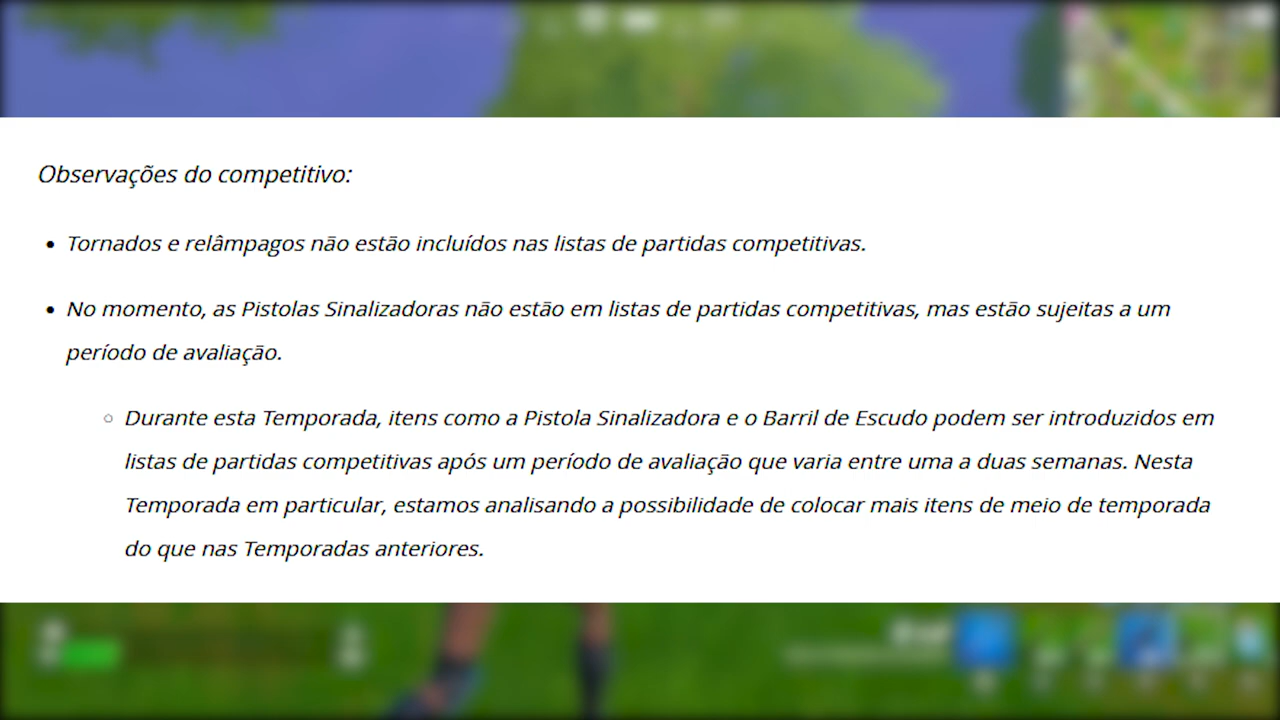 Observações do competitivo:
• Tornados e relâmpagos não estão incluídos nas listas de partidas competitivas.
• No momento, as Pistolas Sinalizadoras não estão em listas de partidas competitivas, mas estão sujeitas a um
período de avaliação.
○ Durante esta Temporada, itens como a Pistola Sinalizadora e o Barril de Escudo podem ser introduzidos em
listas de partidas competitivas após um período de avaliação que varia entre uma a duas semanas. Nesta
Temporada em particular, estamos analisando a possibilidade de colocar mais itens de meio de temporada
do que nas Temporadas anteriores.